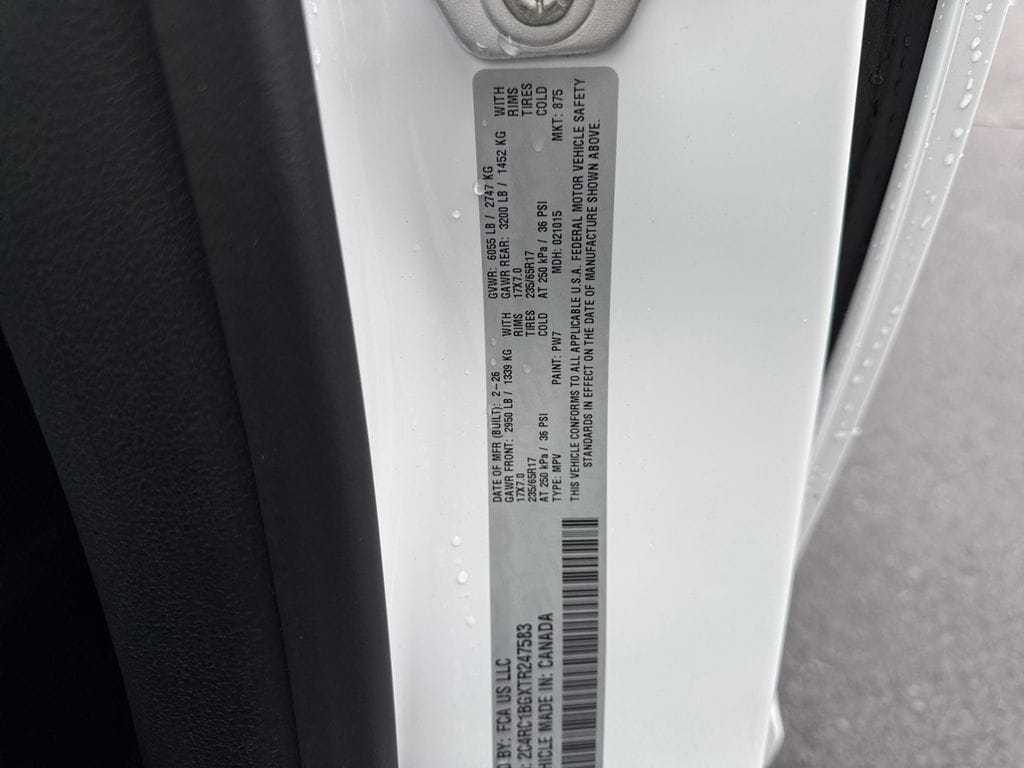 D BY: FCA US LLC
: 2C4RC1BGXTR247583
HICLE MADE IN: CANADA
DATE OF MFR (BUILT): 2-26 GVWR: 6055 LB / 2747 KG
GAWR FRONT: 2950 LB / 1339 KG WITH GAWR REAR: 3200 LB / 1452 KG WITH
17X7.0 RIMS 17X7.0 RIMS
235/65R17 TIRES 235/65R17 TIRES
AT 250 kPa / 36 PSI COLD AT 250 kPa / 36 PSI COLD
TYPE: MPV PAINT: PW7 MDH: 021015 MKT: 875
THIS VEHICLE CONFORMS TO ALL APPLICABLE U.S.A. FEDERAL MOTOR VEHICLE SAFETY
STANDARDS IN EFFECT ON THE DATE OF MANUFACTURE SHOWN ABOVE.